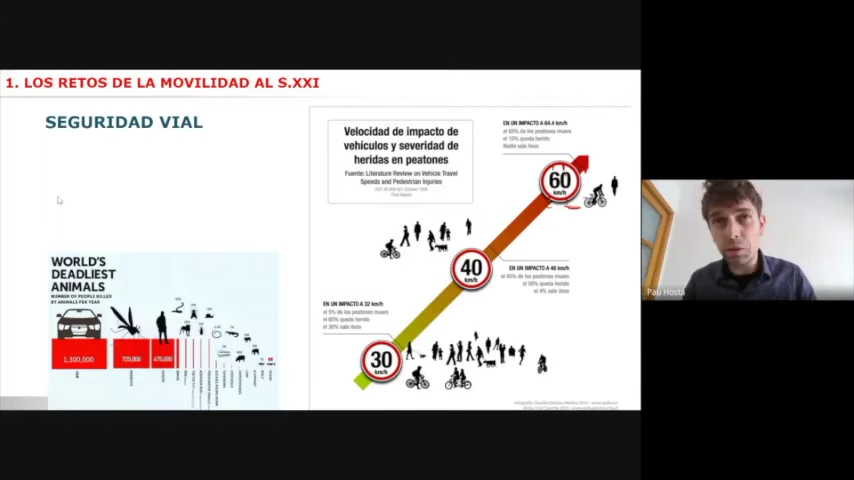 1. LOS RETOS DE LA MOVILIDAD AL S.XXI
SEGURIDAD VIAL
Velocidad de impacto de
vehículos y severidad de
heridas en peatones
Fuente: Literature Review on Vehicle Travel
Speeds and Pedestrian Injuries
EN UN IMPACTO A 64.4 km/h
el 85% de los peatones muere
el 15% queda herido
Nadie sale ileso
60
km/h
40
km/h
EN UN IMPACTO A 48 km/h
el 45% de los peatones muere
el 50% queda herido
el 4% sale ileso
EN UN IMPACTO A 32 km/h
el 5% de los peatones muere
el 65% queda herido
el 30% sale ileso
30
km/h
WORLD'S
DEADLIEST
ANIMALS
NUMBER OF PEOPLE KILLED
BY ANIMALS PER YEAR
1,300,000
725,000
475,000
Pau Hosta